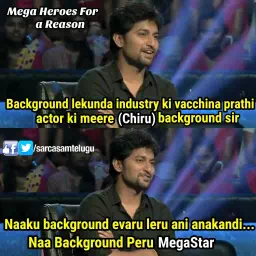 Mega Heroes For
a Reason
Background lekunda industry ki vacchina prathi
actor ki meere (Chiru) background sir
/sarcasamtelugu
Naaku background evaru leru ani anakandi...
Naa Background Peru MegaStar